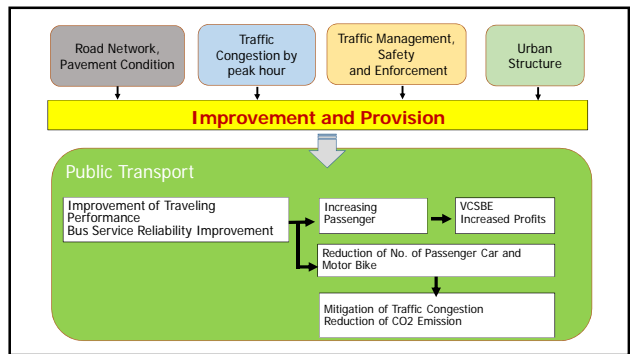 Road Network,
Pavement Condition
Traffic
Congestion by
peak hour
Traffic Management,
Safety
and Enforcement
Urban
Structure
Improvement and Provision
Public Transport
Improvement of Traveling
Performance
Bus Service Reliability Improvement
Increasing
Passenger
VCSBE
Increased Profits
Reduction of No. of Passenger Car and
Motor Bike
Mitigation of Traffic Congestion
Reduction of CO2 Emission